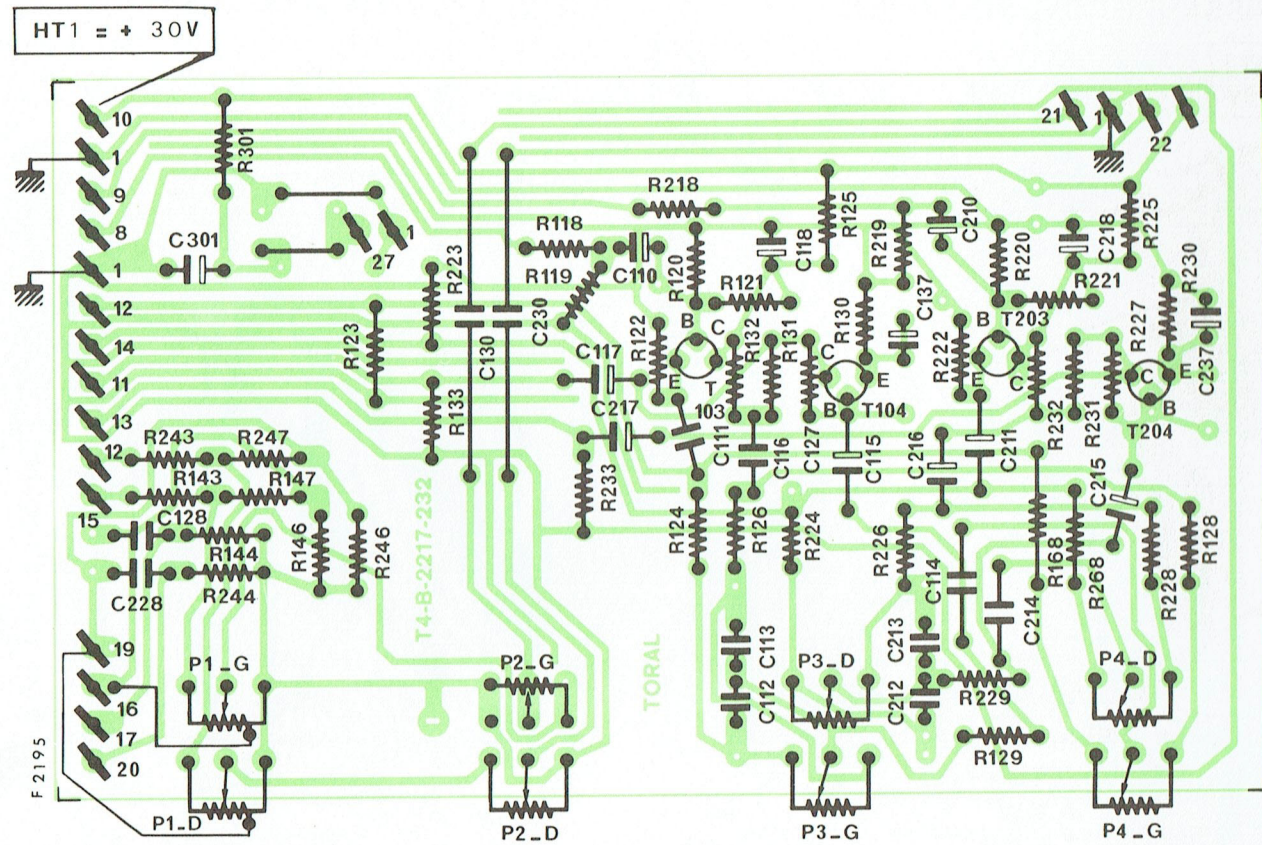 HT1 = + 30V
10
1
9
8
1
12
14
11
13
12
15
19
16
17
20
21
1
22
R301
C301
27
1
R218
R118
R119
C110
R120
C118
R125
R219
C210
R220
C218
R225
R230
R223
C130
C230
R123
R133
R122
R121
R132
R131
R130
C137
R222
R221
R227
C237
B
C
E
T
103
C
E
B
T104
B
T203
E
C
C
E
B
T204
C117
C217
C111
C116
C127
C115
C216
C211
R232
R231
C215
R243
R247
R143
R147
C128
R144
R146
R246
C228
R244
R233
R124
R126
R224
R226
C114
C214
R168
R268
R228
R128
T4-B-2217-232
TORAL
C113
C112
C213
C212
R229
R129
P1_G
P2_G
P3_D
P4_D
P1_D
P2_D
P3_G
P4_G
F 2195